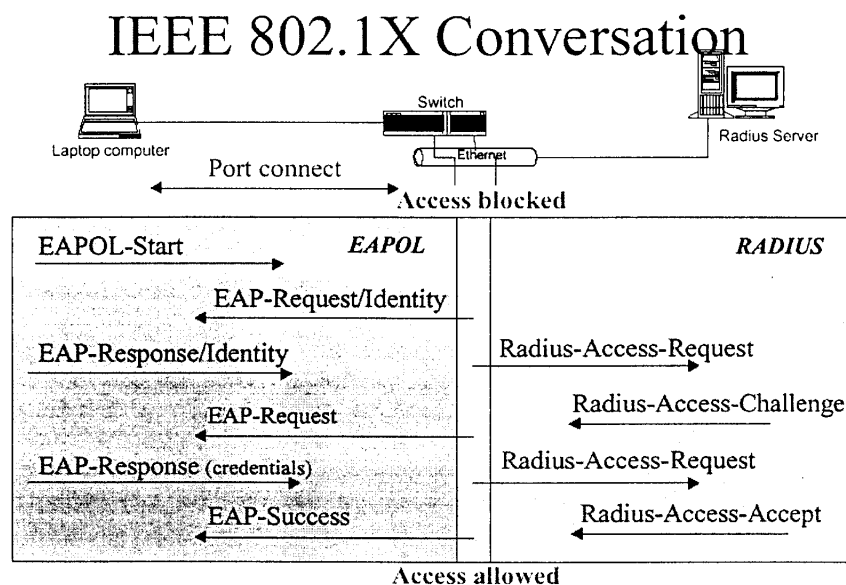 IEEE 802.1X Conversation
Switch
Laptop computer
Ethernet
Radius Server
Port connect
Access blocked
EAPOL-Start
EAPOL
RADIUS
EAP-Request/Identity
EAP-Response/Identity
Radius-Access-Request
EAP-Request
Radius-Access-Challenge
EAP-Response (credentials)
Radius-Access-Request
EAP-Success
Radius-Access-Accept
Access allowed